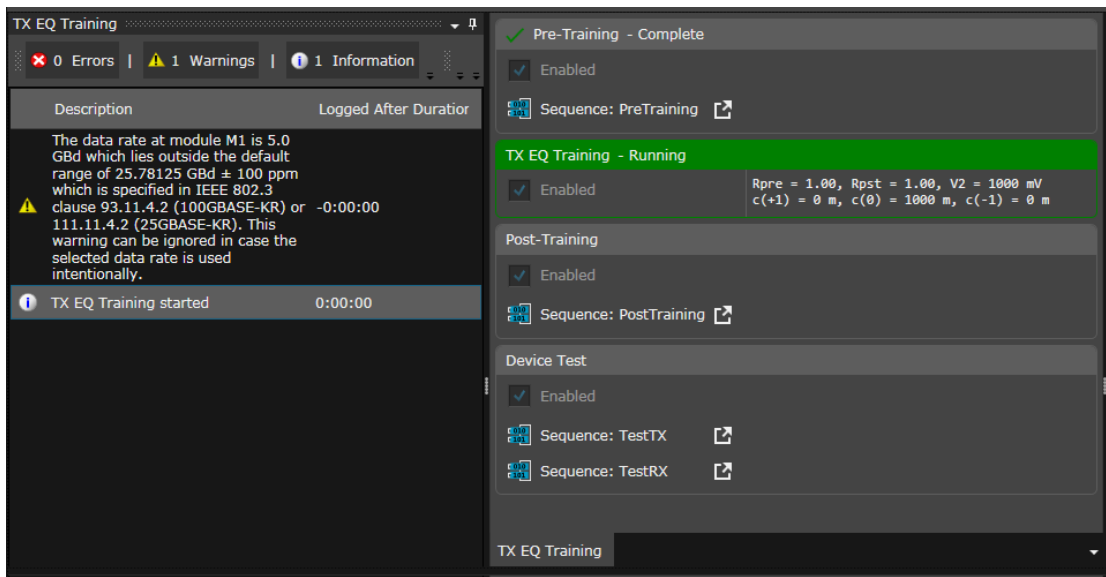 TX EQ Training
0 Errors | 1 Warnings | 1 Information
Description Logged After Duration
The data rate at module M1 is 5.0
GBd which lies outside the default
range of 25.78125 GBd ± 100 ppm
which is specified in IEEE 802.3
clause 93.11.4.2 (100GBASE-KR) or -0:00:00
111.11.4.2 (25GBASE-KR). This
warning can be ignored in case the
selected data rate is used
intentionally.
TX EQ Training started 0:00:00
Pre-Training - Complete
Enabled
Sequence: PreTraining
TX EQ Training - Running
Enabled
Rpre = 1.00, Rpst = 1.00, V2 = 1000 mV
c(+1) = 0 m, c(0) = 1000 m, c(-1) = 0 m
Post-Training
Enabled
Sequence: PostTraining
Device Test
Enabled
Sequence: TestTX
Sequence: TestRX
TX EQ Training